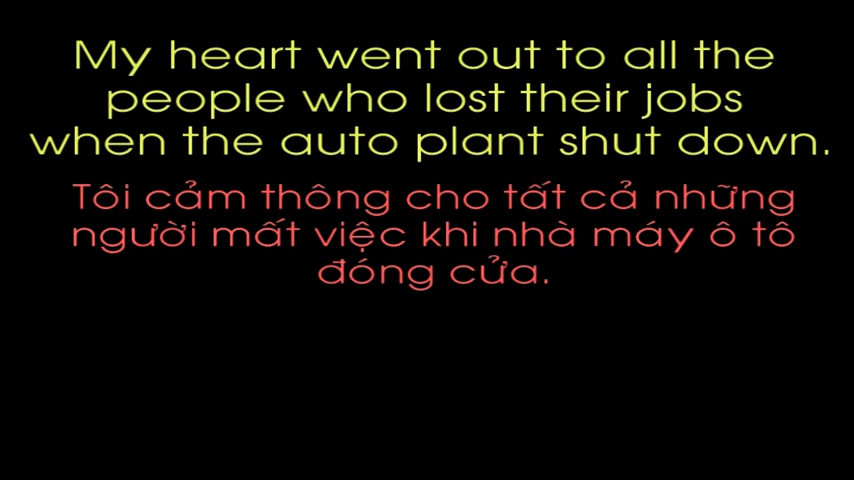 My heart went out to all the
people who lost their jobs
when the auto plant shut down.
Tôi cảm thông cho tất cả những
người mất việc khi nhà máy ô tô
đóng cửa.